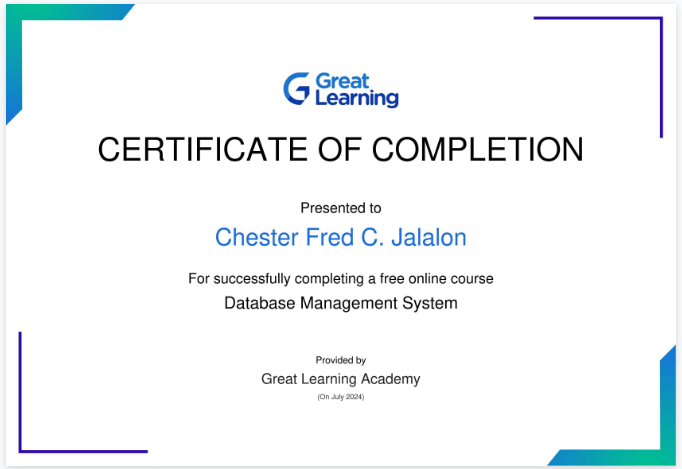 Great
Learning
CERTIFICATE OF COMPLETION
Presented to
Chester Fred C. Jalalon
For successfully completing a free online course
Database Management System
Provided by
Great Learning Academy
(On July 2024)